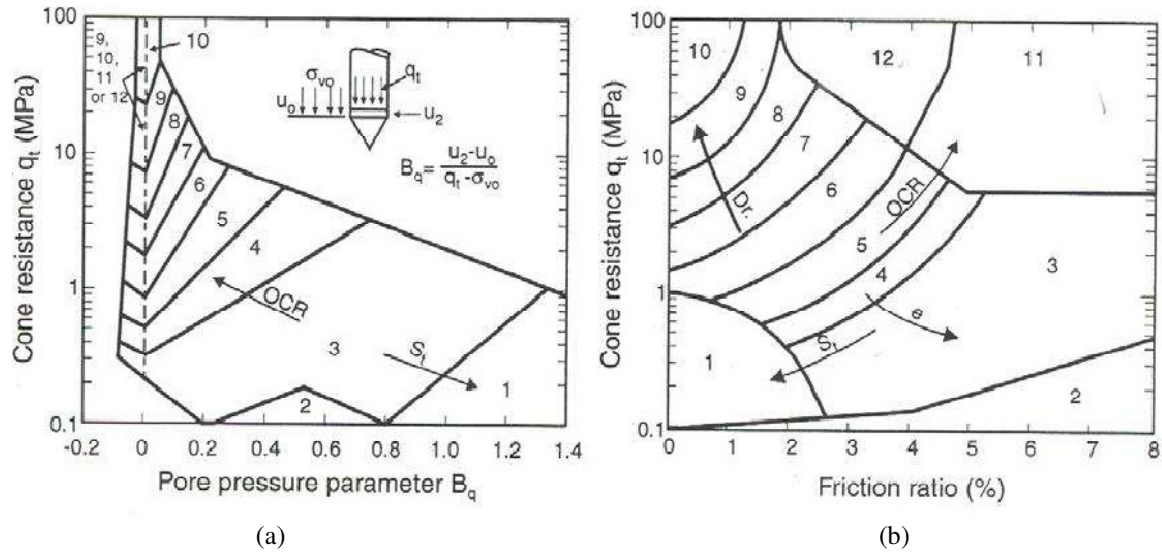 100
10
1
0.1
Cone resistance qt (MPa)
9,
10,
11
or 12
10
9
8
7
6
5
4
3
2
1
OCR
St
σvo
qt
uo
u2
Bq= u2-uo
qt-σvo
-0.2 0 0.2 0.4 0.6 0.8 1.0 1.2 1.4
Pore pressure parameter Bq
(a)
100
10
1
0.1
Cone resistance qt (MPa)
10
9
8
7
6
5
4
3
2
1
12
11
Dr.
OCR
e
St
0 1 2 3 4 5 6 7 8
Friction ratio (%)
(b)